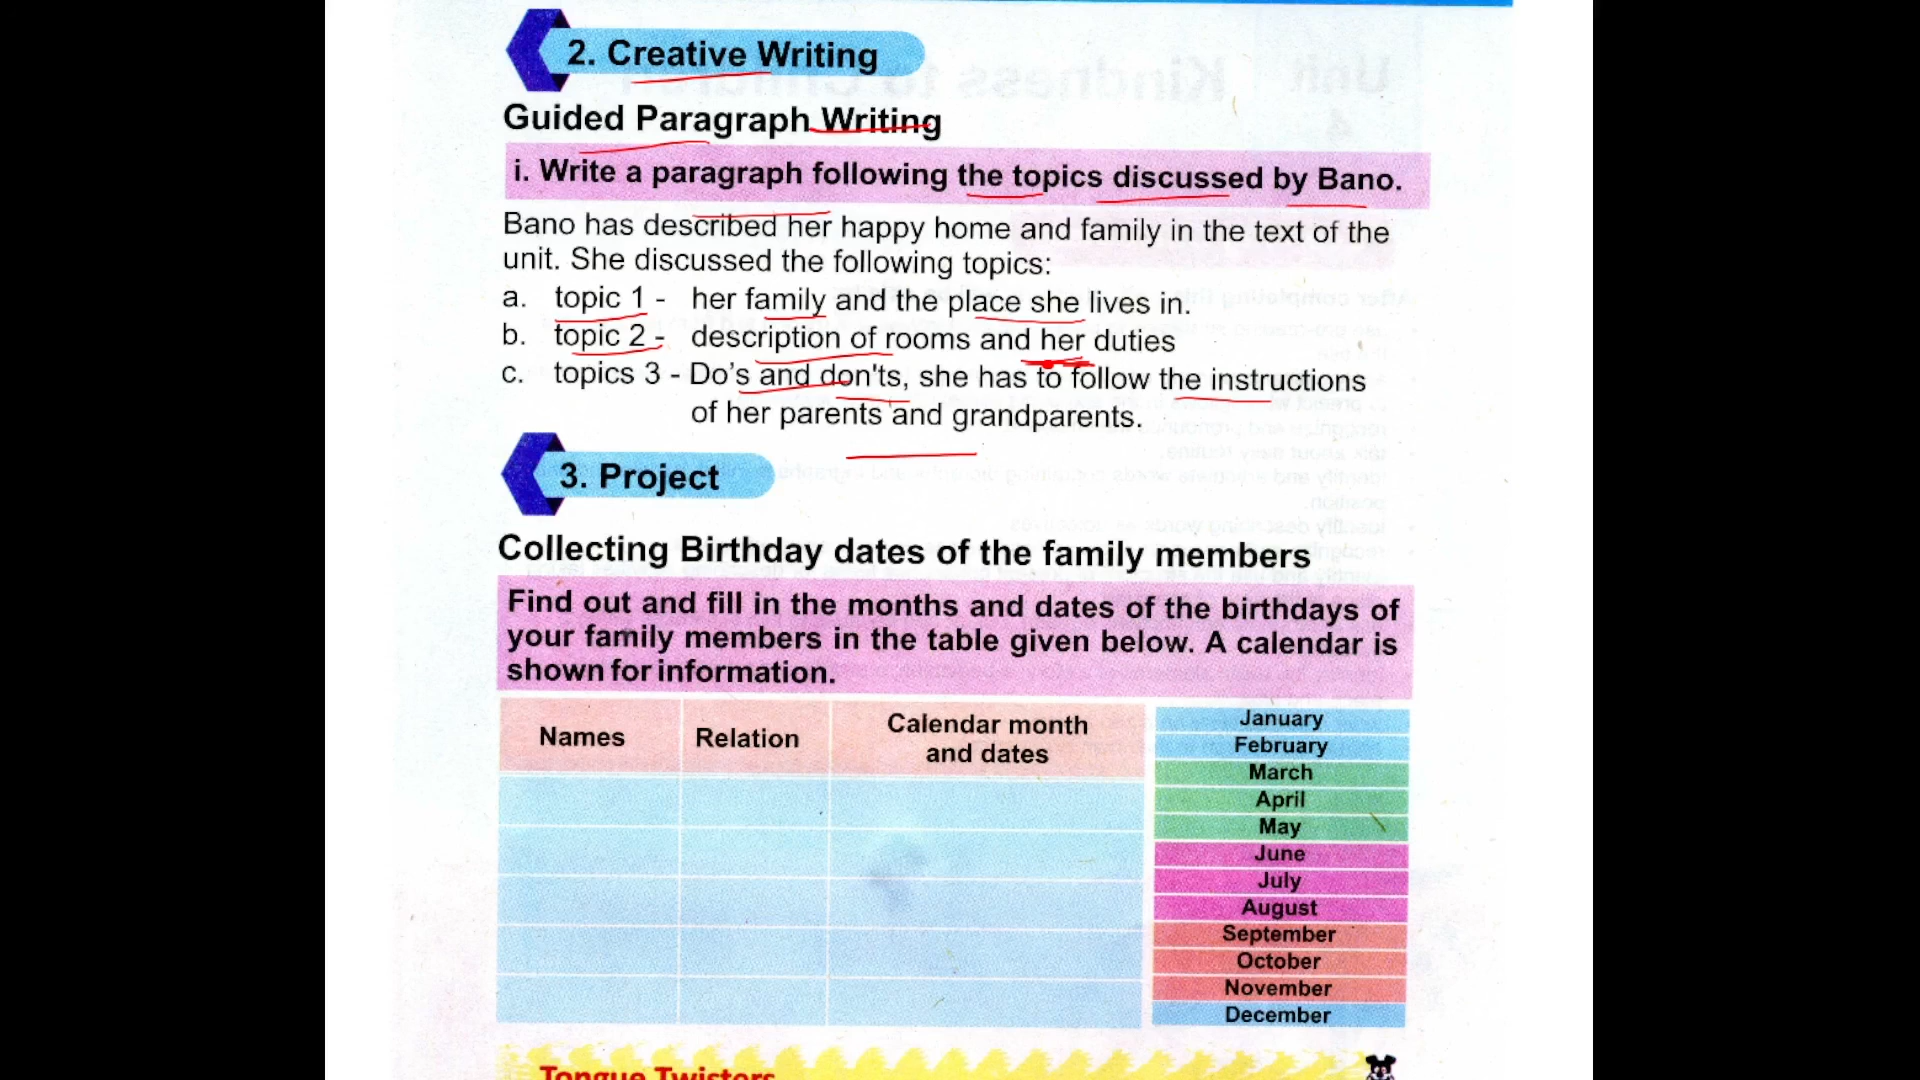 2. Creative Writing
Guided Paragraph Writing
i. Write a paragraph following the topics discussed by Bano.
Bano has described her happy home and family in the text of the
unit. She discussed the following topics:
a. topic 1 - her family and the place she lives in.
b. topic 2 - description of rooms and her duties
c. topics 3 - Do's and don'ts, she has to follow the instructions
of her parents and grandparents.
3. Project
Collecting Birthday dates of the family members
Find out and fill in the months and dates of the birthdays of
your family members in the table given below. A calendar is
shown for information.
Names Relation Calendar month
and dates
January
February
March
April
May
June
July
August
September
October
November
December
Tongue Twisters